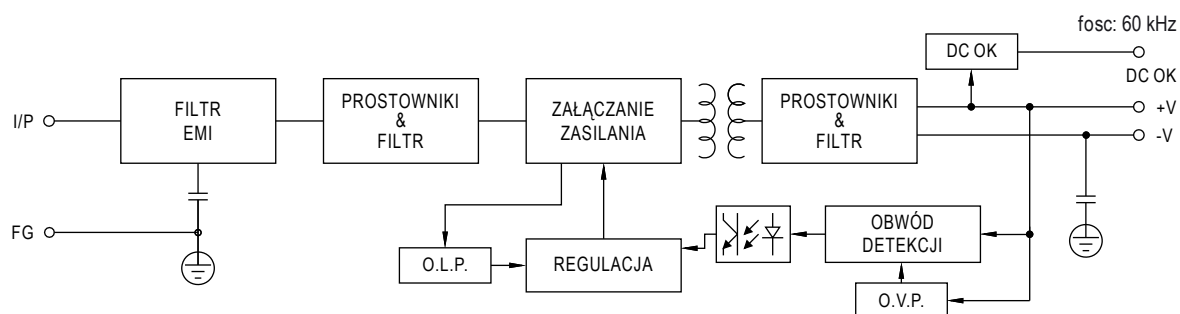 fosc: 60 kHz
DC OK
DC OK
FILTR
EMI
PROSTOWNIKI
&
FILTR
ZAŁĄCZANIE
ZASILANIA
PROSTOWNIKI
&
FILTR
I/P
+V
-V
FG
O.L.P.
REGULACJA
OBWÓD
DETEKCJI
O.V.P.